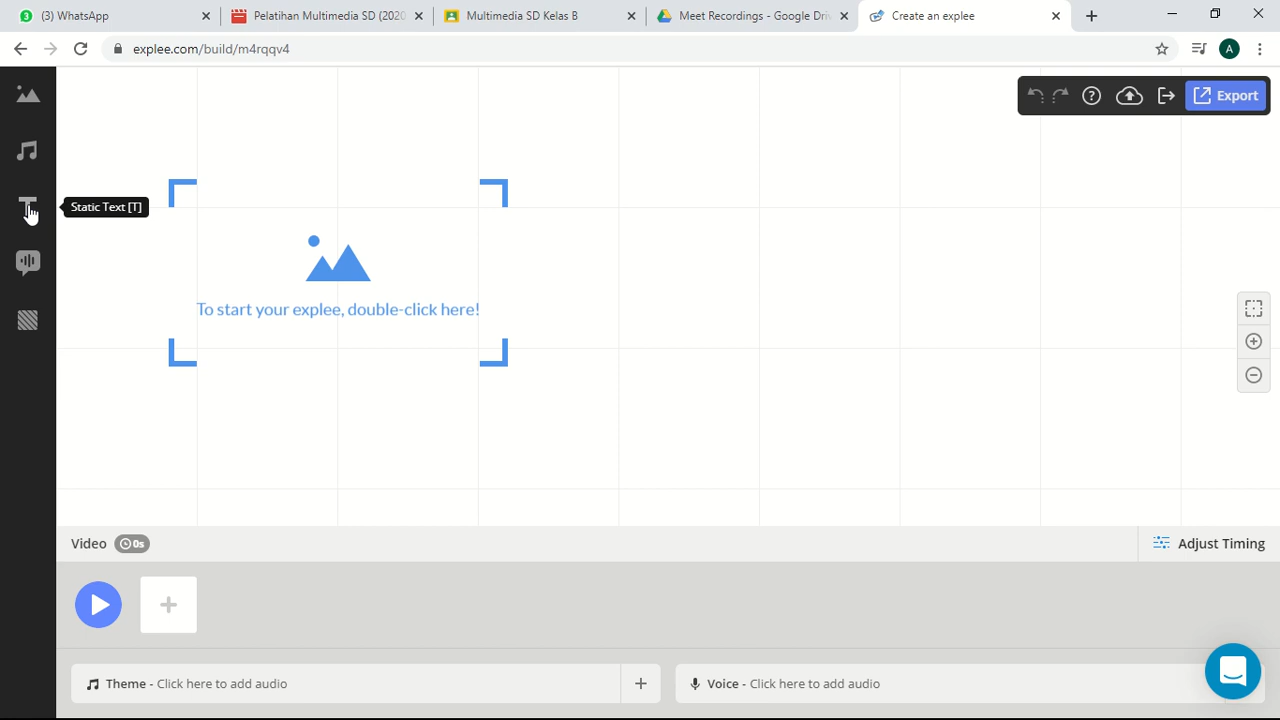 (3) WhatsApp
Pelatihan Multimedia SD (2020
Multimedia SD Kelas B
Meet Recordings - Google Driv
Create an explee
explee.com/build/m4rqqv4
A
Export
Static Text [T]
To start your explee, double-click here!
Video 0s
Adjust Timing
Theme - Click here to add audio
Voice - Click here to add audio